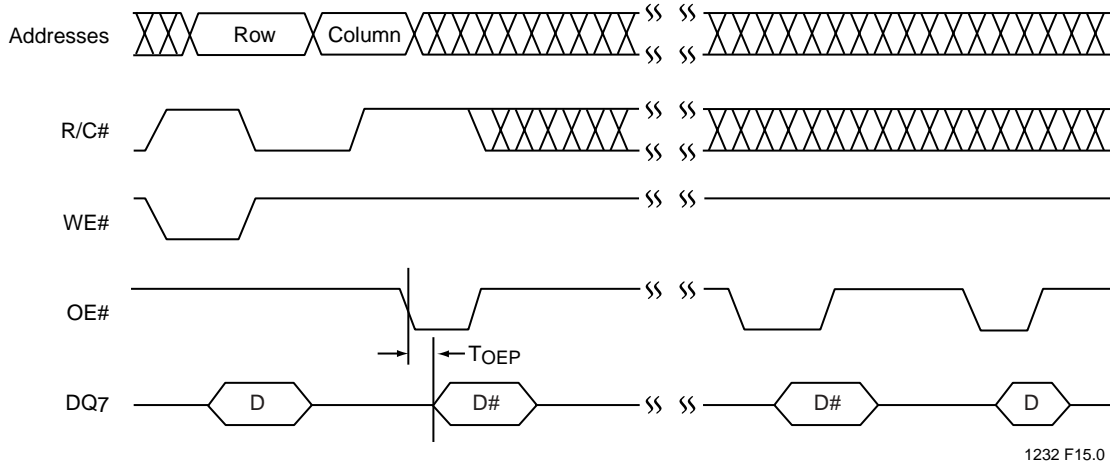 Addresses Row Column
R/C#
WE#
OE#
TOEP
DQ7 D D# D# D
1232 F15.0